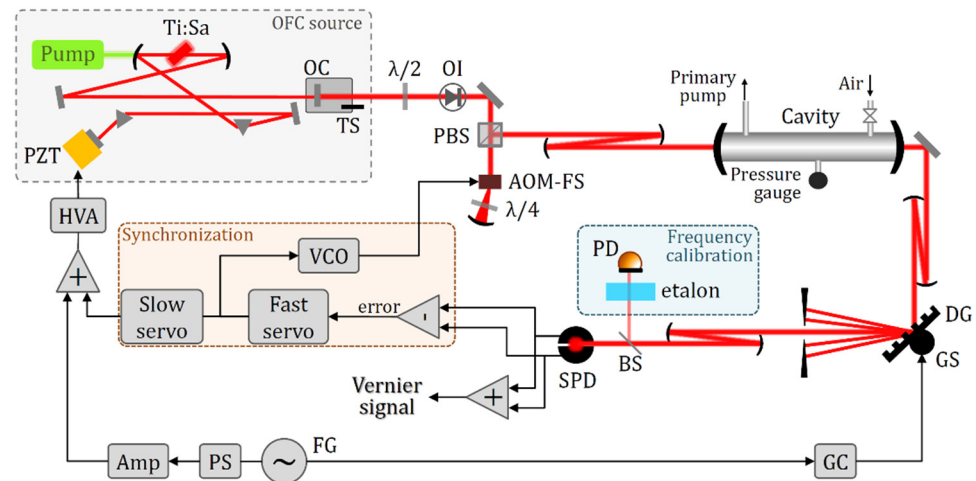 OFC source
Ti:Sa
Pump
OC
λ/2
OI
TS
PZT
PBS
Primary
pump
Air
Cavity
Pressure
gauge
AOM-FS
λ/4
HVA
Synchronization
VCO
+
Slow
servo
Fast
servo
error
-
Frequency
calibration
PD
etalon
BS
SPD
DG
GS
Vernier
signal
+
Amp
PS
FG
~
GC